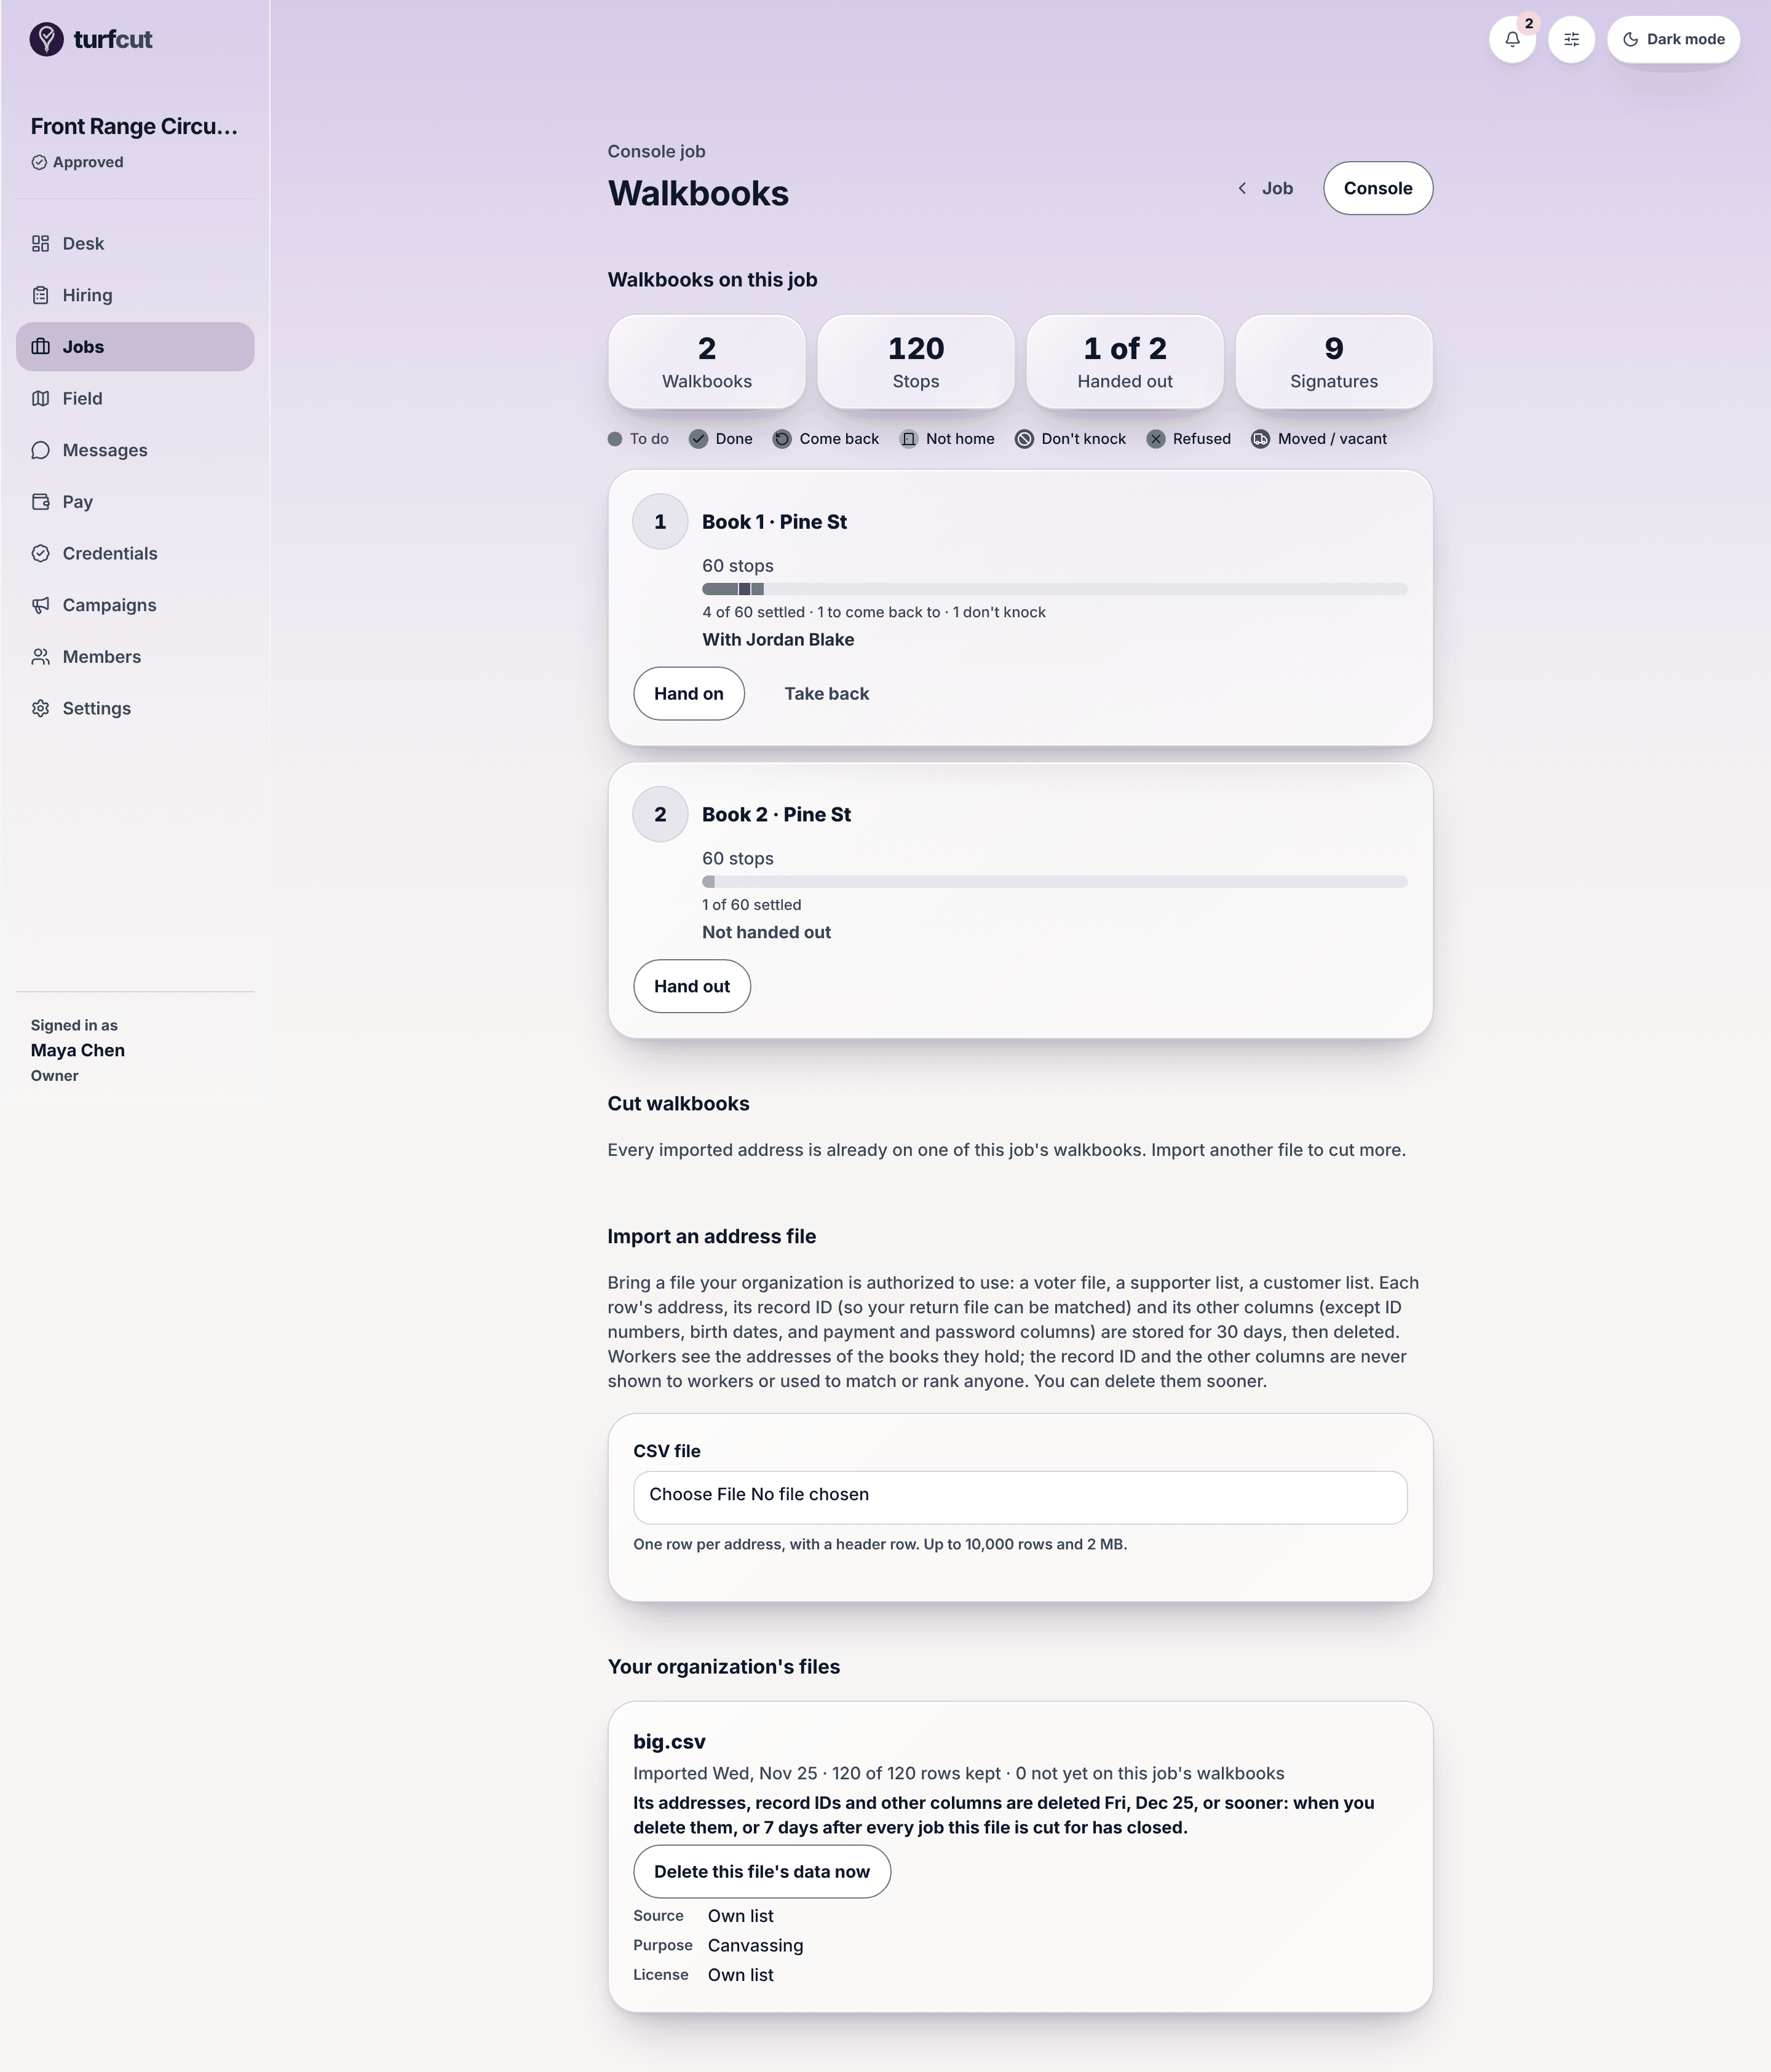 turfcut
2
Dark mode
Front Range Circu...
Approved
Desk
Hiring
Jobs
Field
Messages
Pay
Credentials
Campaigns
Members
Settings
Signed in as
Maya Chen
Owner
Console job
Walkbooks
Job
Console
Walkbooks on this job
2
Walkbooks
120
Stops
1 of 2
Handed out
9
Signatures
To do
Done
Come back
Not home
Don't knock
Refused
Moved / vacant
1
Book 1 · Pine St
60 stops
4 of 60 settled · 1 to come back to · 1 don't knock
With Jordan Blake
Hand on
Take back
2
Book 2 · Pine St
60 stops
1 of 60 settled
Not handed out
Hand out
Cut walkbooks
Every imported address is already on one of this job's walkbooks. Import another file to cut more.
Import an address file
Bring a file your organization is authorized to use: a voter file, a supporter list, a customer list. Each
row's address, its record ID (so your return file can be matched) and its other columns (except ID
numbers, birth dates, and payment and password columns) are stored for 30 days, then deleted.
Workers see the addresses of the books they hold; the record ID and the other columns are never
shown to workers or used to match or rank anyone. You can delete them sooner.
CSV file
Choose File No file chosen
One row per address, with a header row. Up to 10,000 rows and 2 MB.
Your organization's files
big.csv
Imported Wed, Nov 25 · 120 of 120 rows kept · 0 not yet on this job's walkbooks
Its addresses, record IDs and other columns are deleted Fri, Dec 25, or sooner: when you
delete them, or 7 days after every job this file is cut for has closed.
Delete this file's data now
Source Own list
Purpose Canvassing
License Own list